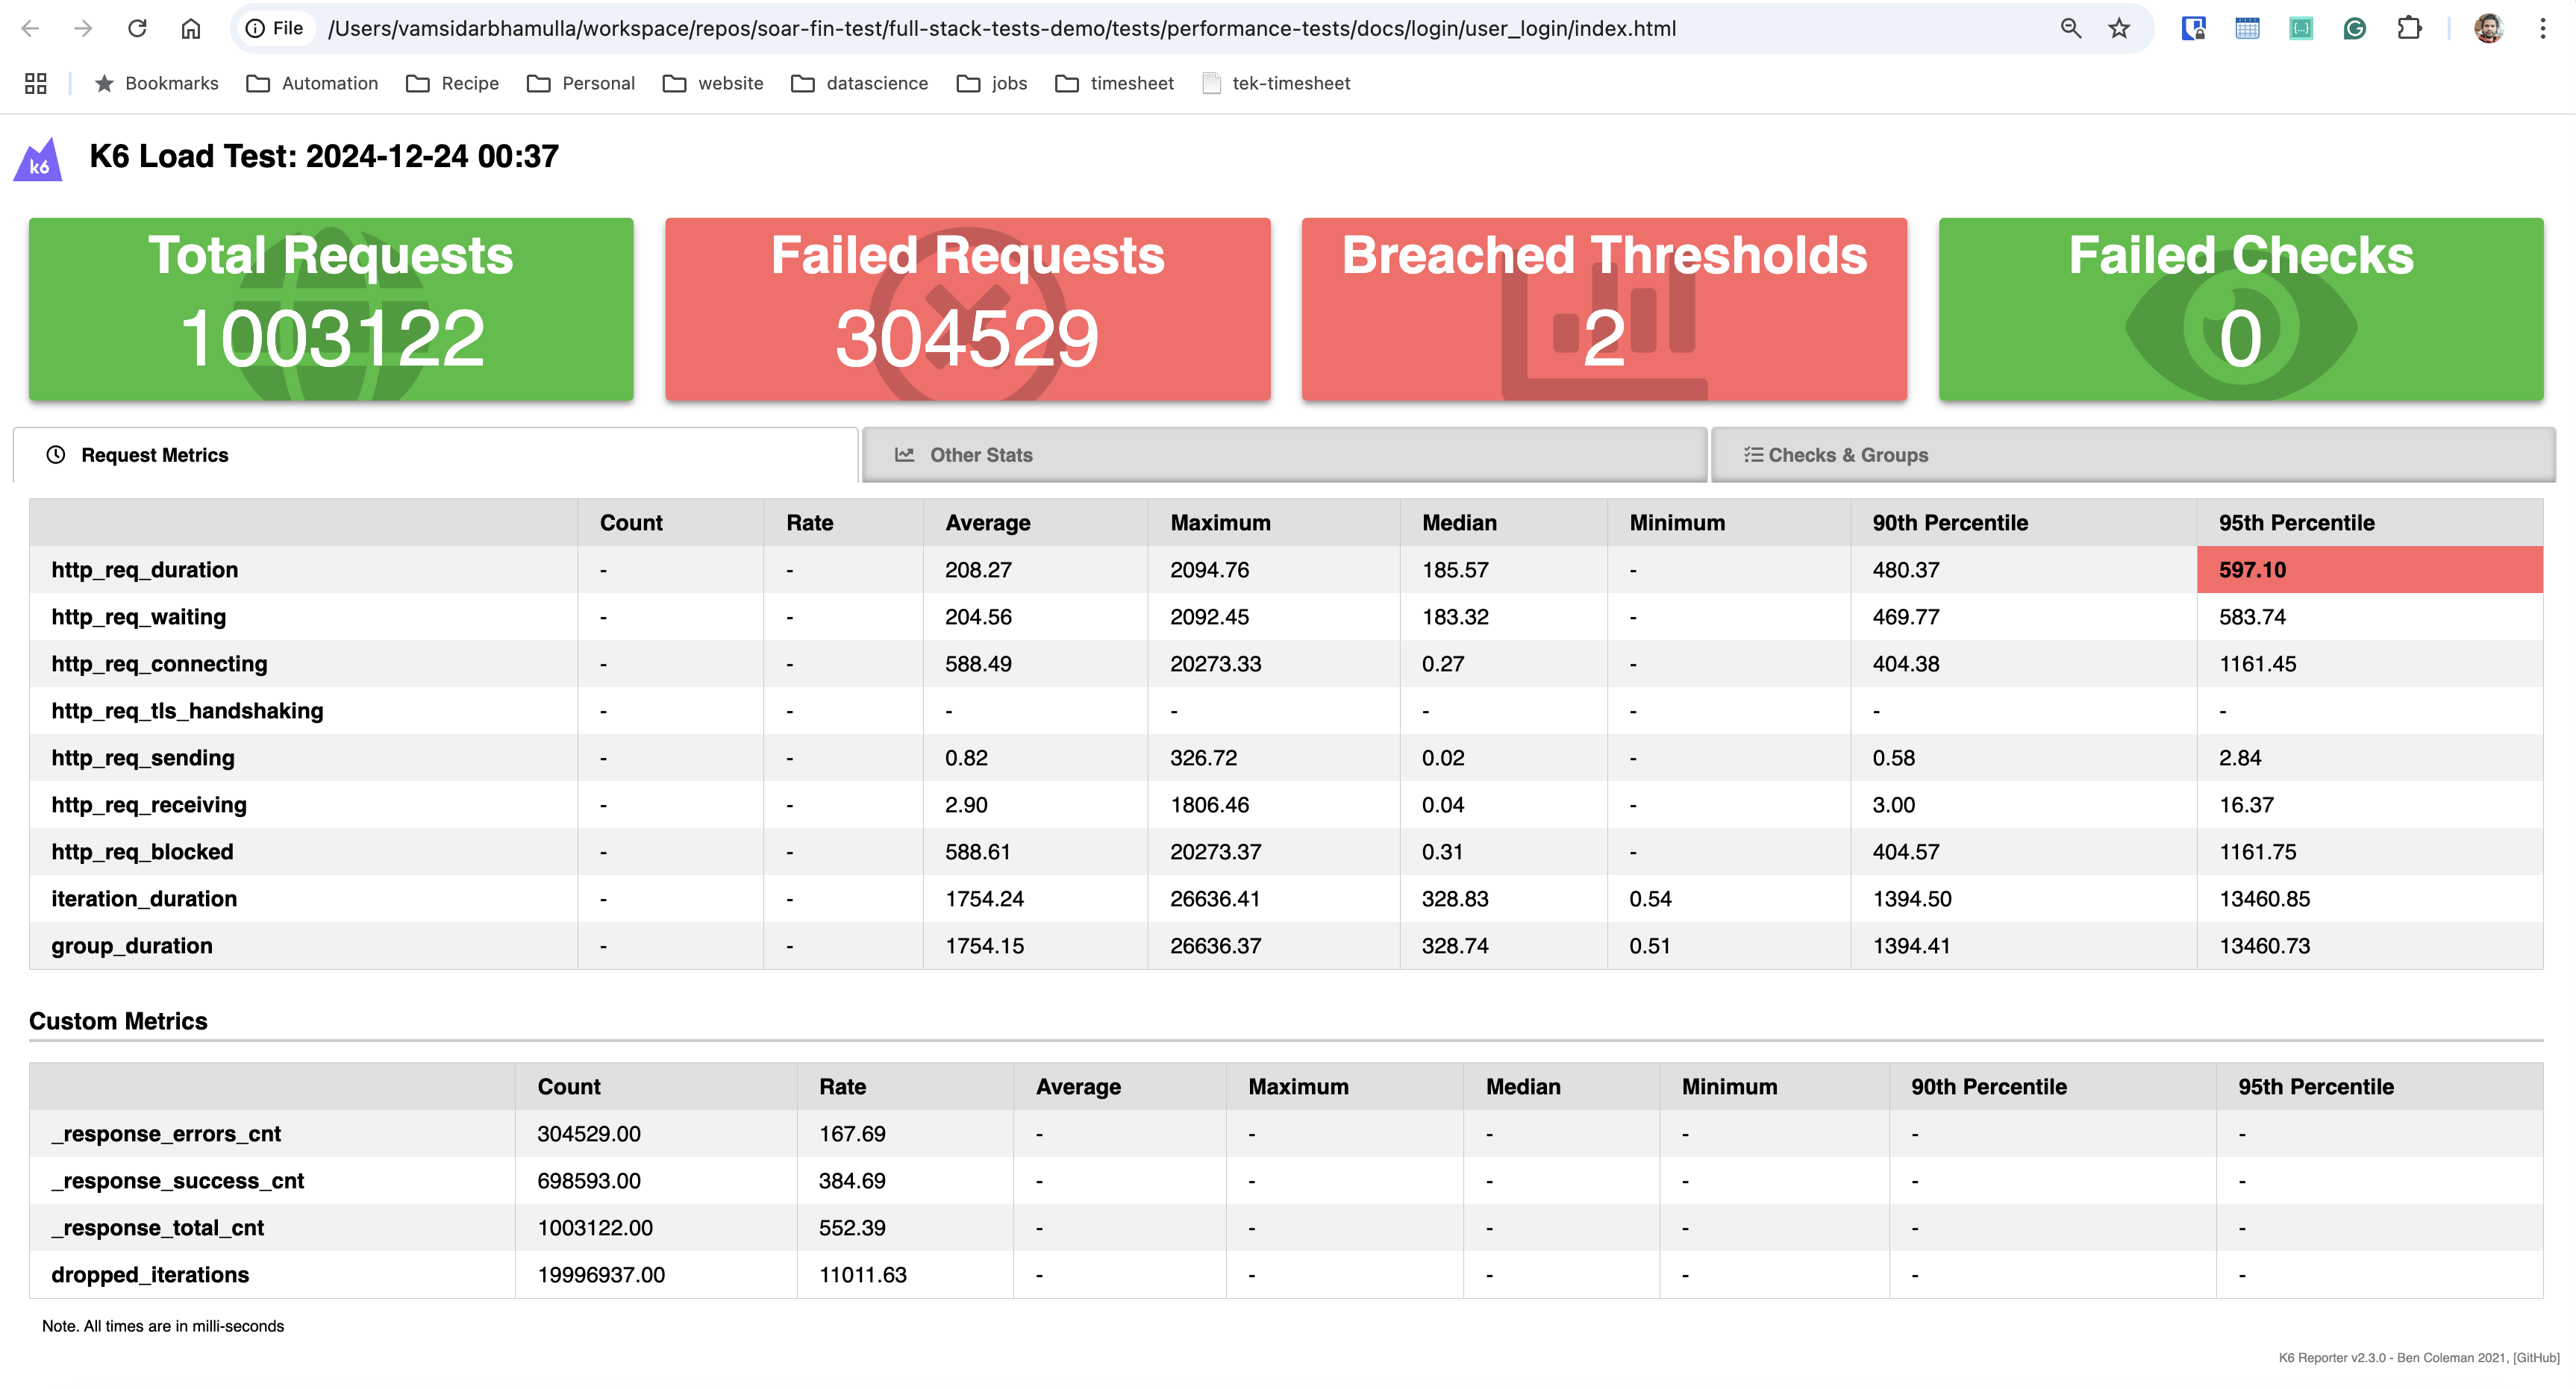 File /Users/vamsidarbhamulla/workspace/repos/soar-fin-test/full-stack-tests-demo/tests/performance-tests/docs/login/user_login/index.html
Bookmarks Automation Recipe Personal website datascience jobs timesheet tek-timesheet
k6 K6 Load Test: 2024-12-24 00:37
Total Requests Failed Requests Breached Thresholds Failed Checks
1003122 304529 2 0
Request Metrics Other Stats Checks & Groups
Count Rate Average Maximum Median Minimum 90th Percentile 95th Percentile
http_req_duration - - 208.27 2094.76 185.57 - 480.37 597.10
http_req_waiting - - 204.56 2092.45 183.32 - 469.77 583.74
http_req_connecting - - 588.49 20273.33 0.27 - 404.38 1161.45
http_req_tls_handshaking - - - - - - - -
http_req_sending - - 0.82 326.72 0.02 - 0.58 2.84
http_req_receiving - - 2.90 1806.46 0.04 - 3.00 16.37
http_req_blocked - - 588.61 20273.37 0.31 - 404.57 1161.75
iteration_duration - - 1754.24 26636.41 328.83 0.54 1394.50 13460.85
group_duration - - 1754.15 26636.37 328.74 0.51 1394.41 13460.73
Custom Metrics
Count Rate Average Maximum Median Minimum 90th Percentile 95th Percentile
_response_errors_cnt 304529.00 167.69 - - - - - -
_response_success_cnt 698593.00 384.69 - - - - - -
_response_total_cnt 1003122.00 552.39 - - - - - -
dropped_iterations 19996937.00 11011.63 - - - - - -
Note. All times are in milli-seconds
K6 Reporter v2.3.0 - Ben Coleman 2021, [GitHub]